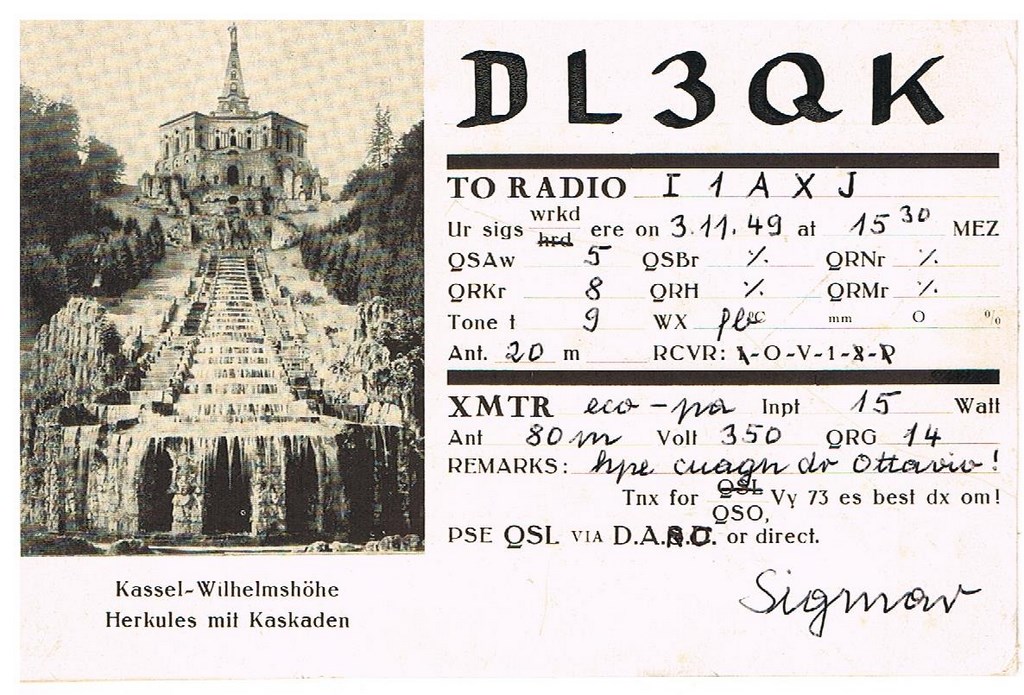 DL3QK
TO RADIO I1AXJ
Ur sigs wrkd hrd ere on 3.11.49 at 15 30 MEZ
QSAw 5 QSBr ·/. QRNr ·/.
QRKr 8 QRH ·/. QRMr ·/.
Tone t 9 WX °C mm O %
Ant. 20 m RCVR: 1-O-V-1-
XMTR eco-pa Inpt 15 Watt
Ant 80m Volt 350 QRG 14
REMARKS: hpe cuagn dr Ottavio!
Tnx for QSL QSO, Vy 73 es best dx om!
PSE QSL VIA D.A.R.C. or direct.
Sigmar
Kassel-Wilhelmshöhe
Herkules mit Kaskaden